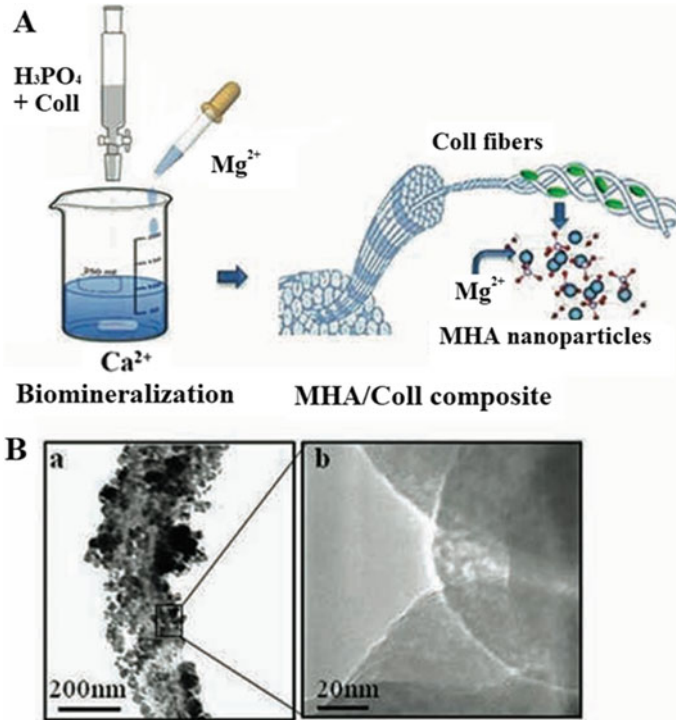 A
H₃PO₄
+ Coll
Mg²⁺
Ca²⁺
Biomineralization
Coll fibers
Mg²⁺
MHA nanoparticles
MHA/Coll composite
B
a
200nm
b
20nm